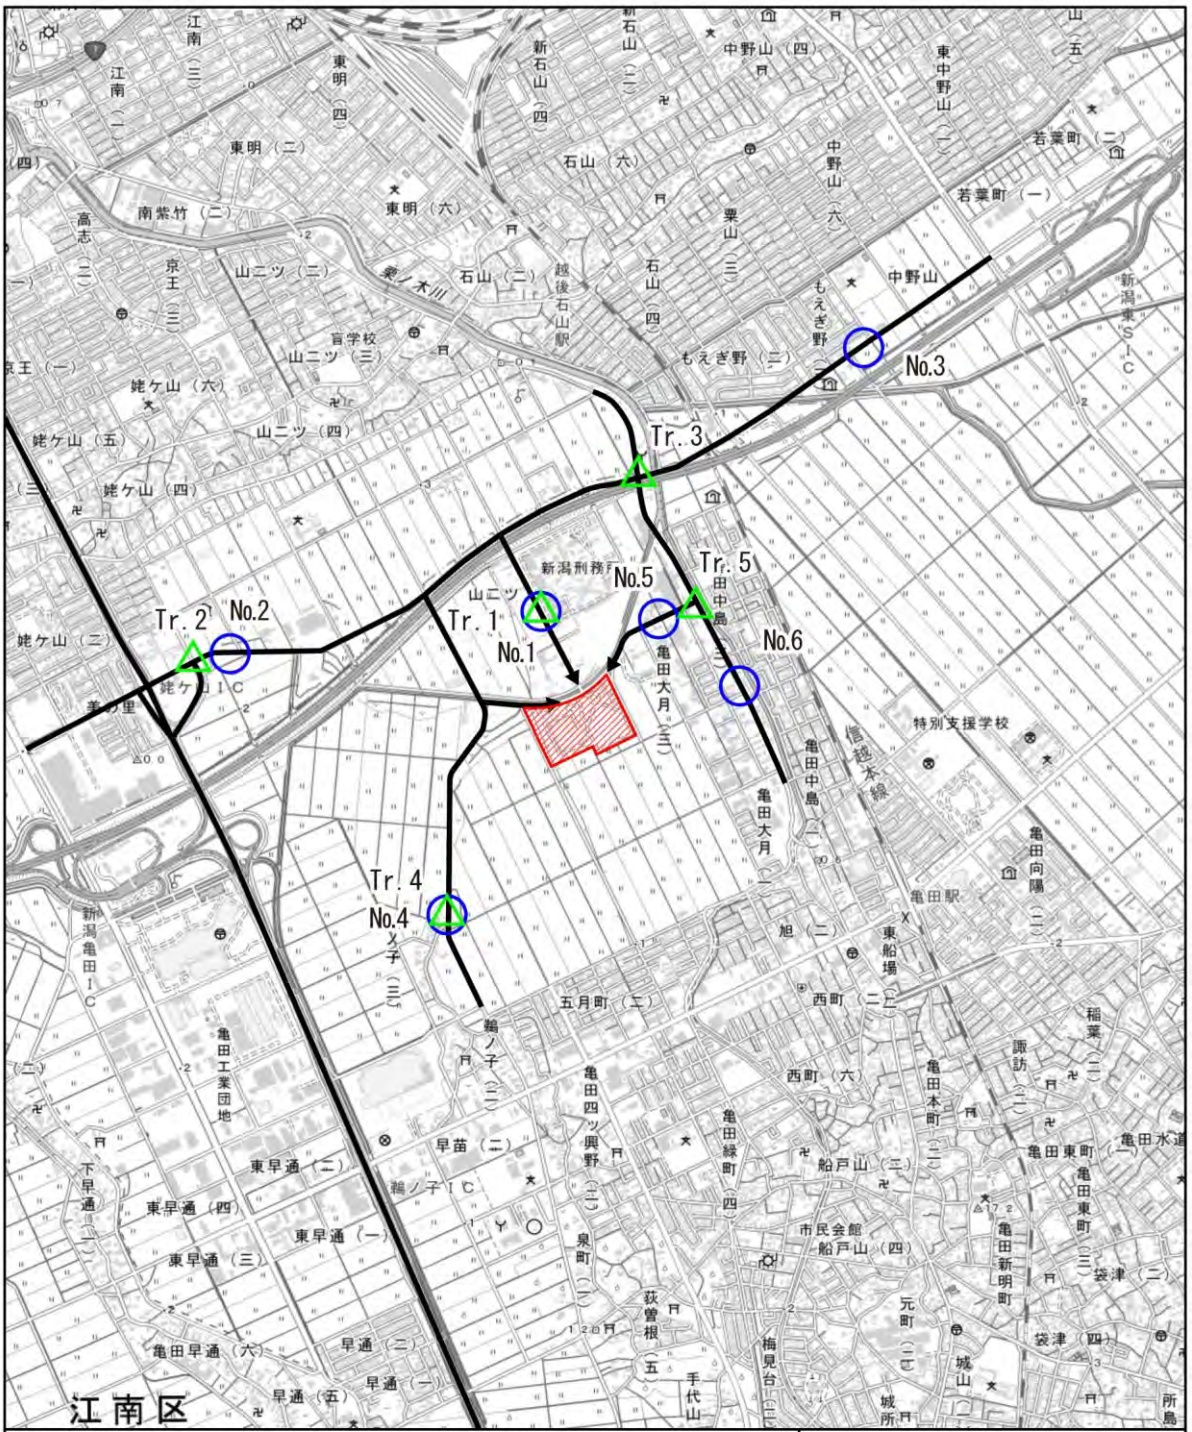 江南（三）
江南（一）
東明（四）
新石山（四）
新石山（二）
中野山（四）
東中野山（一）
山（五）
東明（二）
石山（六）
中野山（六）
若葉町（二）
若葉町（一）
南紫竹（二）
東明（六）
高志（二）
京王（三）
山二ツ（二）
栗ノ木川
石山（二）
越後石山駅
石山（四）
粟山（三）
もえぎ野（一）
中野山
新潟東SIC
盲学校
山二ツ（三）
もえぎ野（二）
京王（一）
姥ケ山（六）
No.3
姥ケ山（五）
山二ツ（四）
Tr. 3
姥ケ山（四）
新潟刑務所
No.5
Tr. 5
山二ツ
亀田中島（三）
Tr. 2
No.2
Tr. 1
No.1
No.6
姥ケ山（二）
姥ケ山IC
亀田大月（三）
美の里
特別支援学校
信越本線
亀田中島（一）
亀田大月（一）
亀田向陽（二）
Tr. 4
No.4
亀田駅
新潟亀田IC
ノ子（三）
旭（二）
東船場（二）
五月町（二）
西町（二）
亀田工業団地
鵜ノ子（二）
稲葉（二）
諏訪（二）
西町（六）
亀田四ツ興野（二）
亀田本町（二）
亀田緑町（四）
早苗（二）
亀田東町（一）
亀田水道
東早通（二）
船戸山（三）
鵜ノ子IC
下早通（一）
亀田東町（三）
東早通（四）
17.2
東早通（一）
市民会館
船戸山（四）
泉町（一）
亀田新明町
東早通（三）
袋津（二）
荻曽根（五）
元町（二）
袋津（四）
早通（二）
亀田早通（六）
梅見台（二）
城山（二）
早通（一）
手代山
早通（五）
城所
所島
江南区